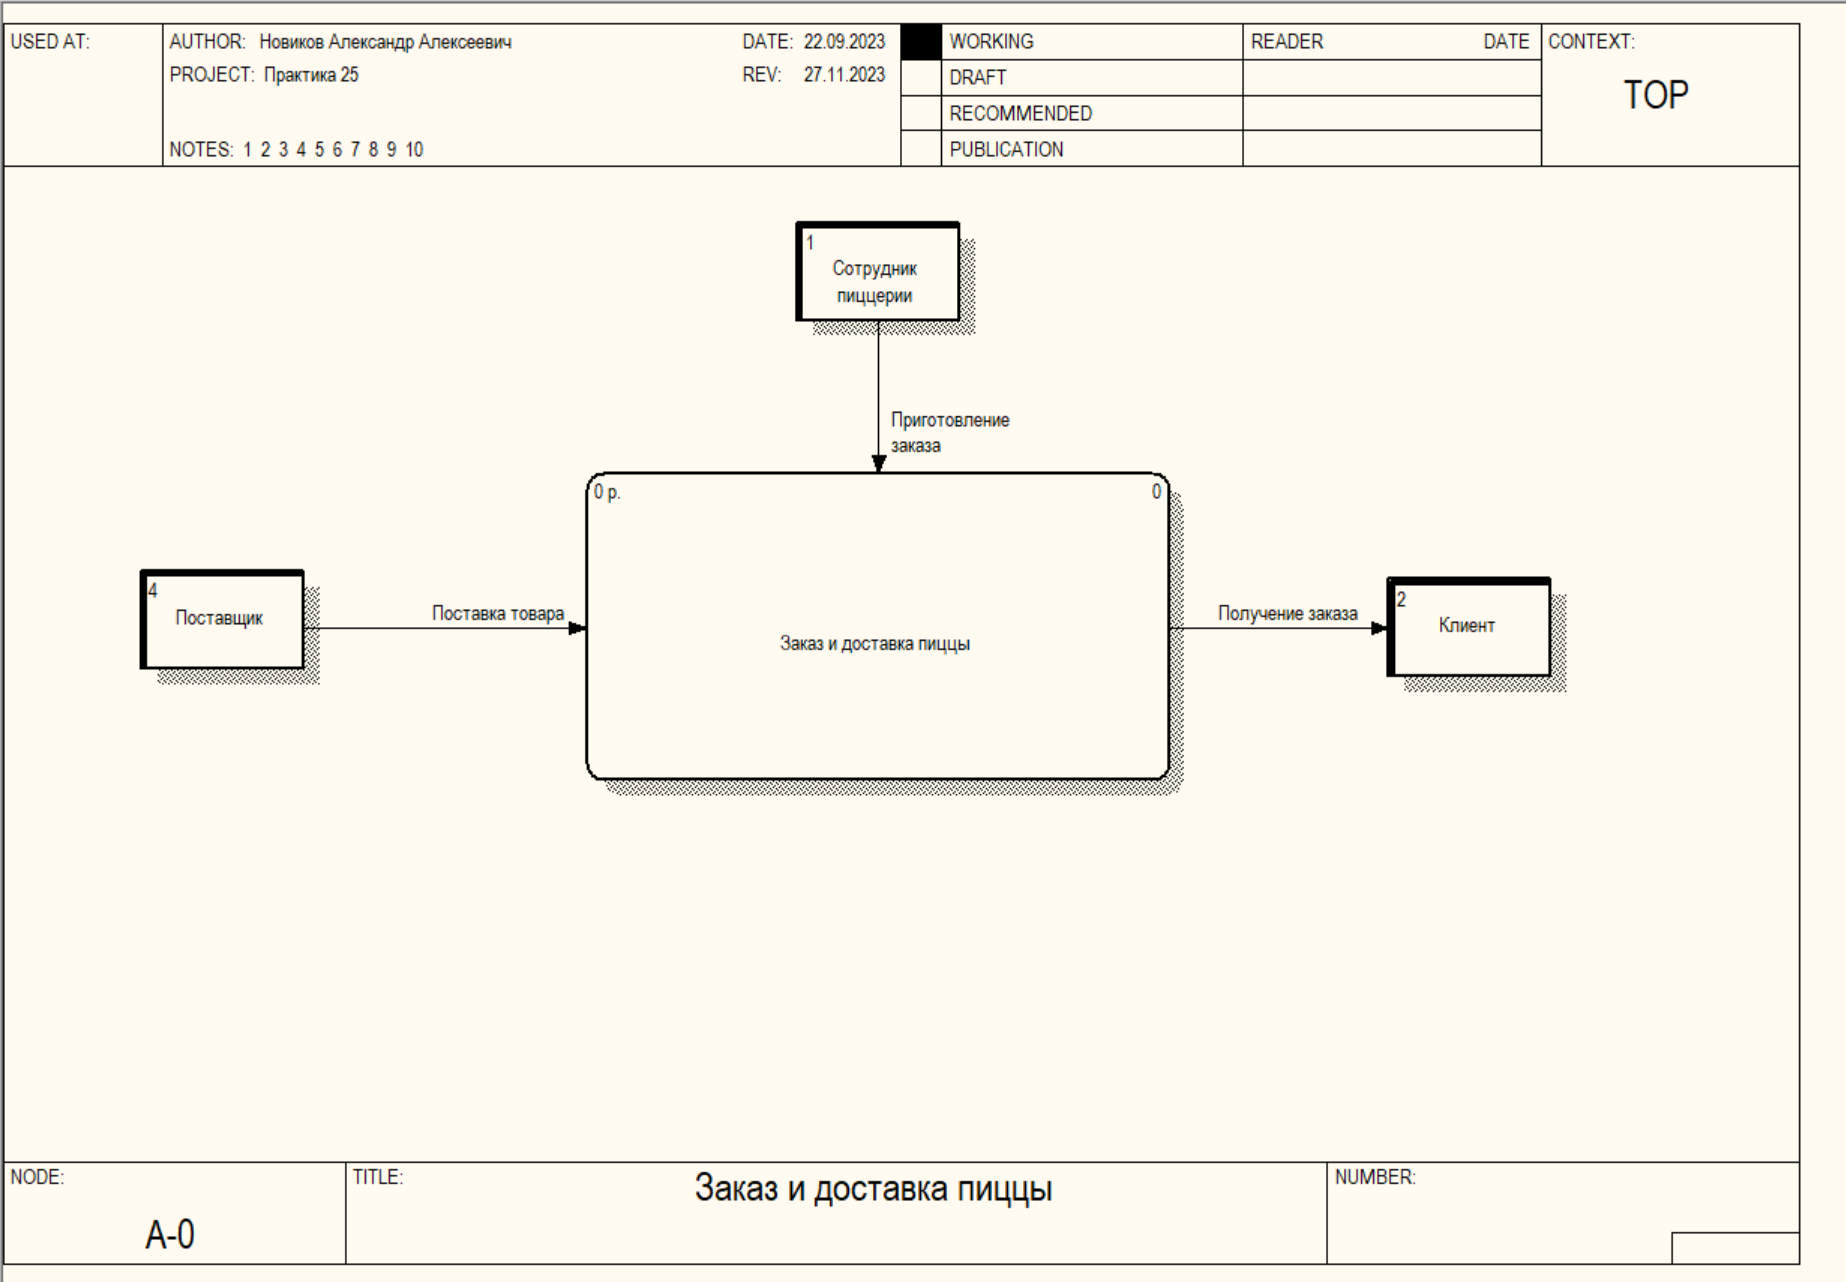 USED AT:
AUTHOR: Новиков Александр Алексеевич
DATE: 22.09.2023
PROJECT: Практика 25
REV: 27.11.2023
NOTES: 1 2 3 4 5 6 7 8 9 10
WORKING
DRAFT
RECOMMENDED
PUBLICATION
READER
DATE
CONTEXT:
TOP
1
Сотрудник
пиццерии
Приготовление
заказа
0 р.
0
4
Поставщик
Поставка товара
Заказ и доставка пиццы
Получение заказа
2
Клиент
NODE:
A-0
TITLE:
Заказ и доставка пиццы
NUMBER: